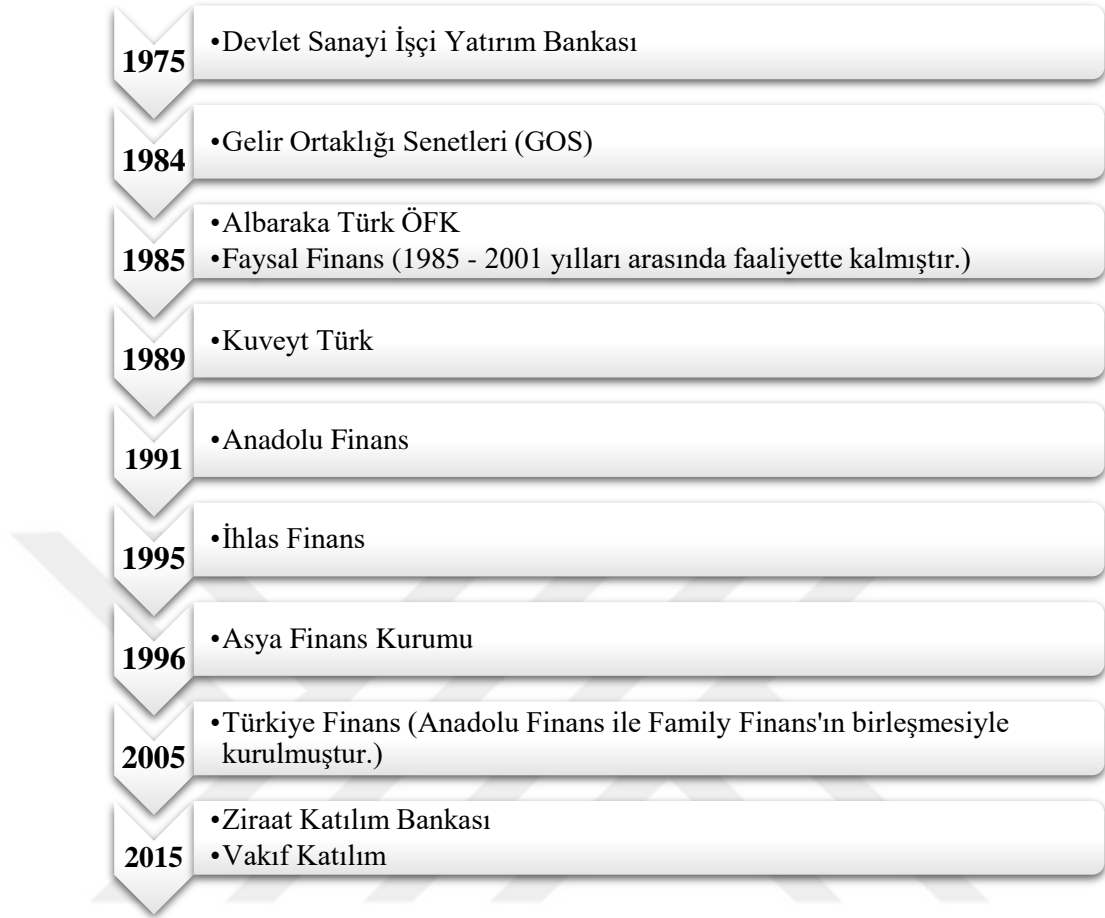 1975
•Devlet Sanayi İşçi Yatırım Bankası
1984
•Gelir Ortaklığı Senetleri (GOS)
1985
•Albaraka Türk ÖFK
•Faysal Finans (1985 - 2001 yılları arasında faaliyette kalmıştır.)
1989
•Kuveyt Türk
1991
•Anadolu Finans
1995
•İhlas Finans
1996
•Asya Finans Kurumu
2005
•Türkiye Finans (Anadolu Finans ile Family Finans'ın birleşmesiyle
kurulmuştur.)
2015
•Ziraat Katılım Bankası
•Vakıf Katılım